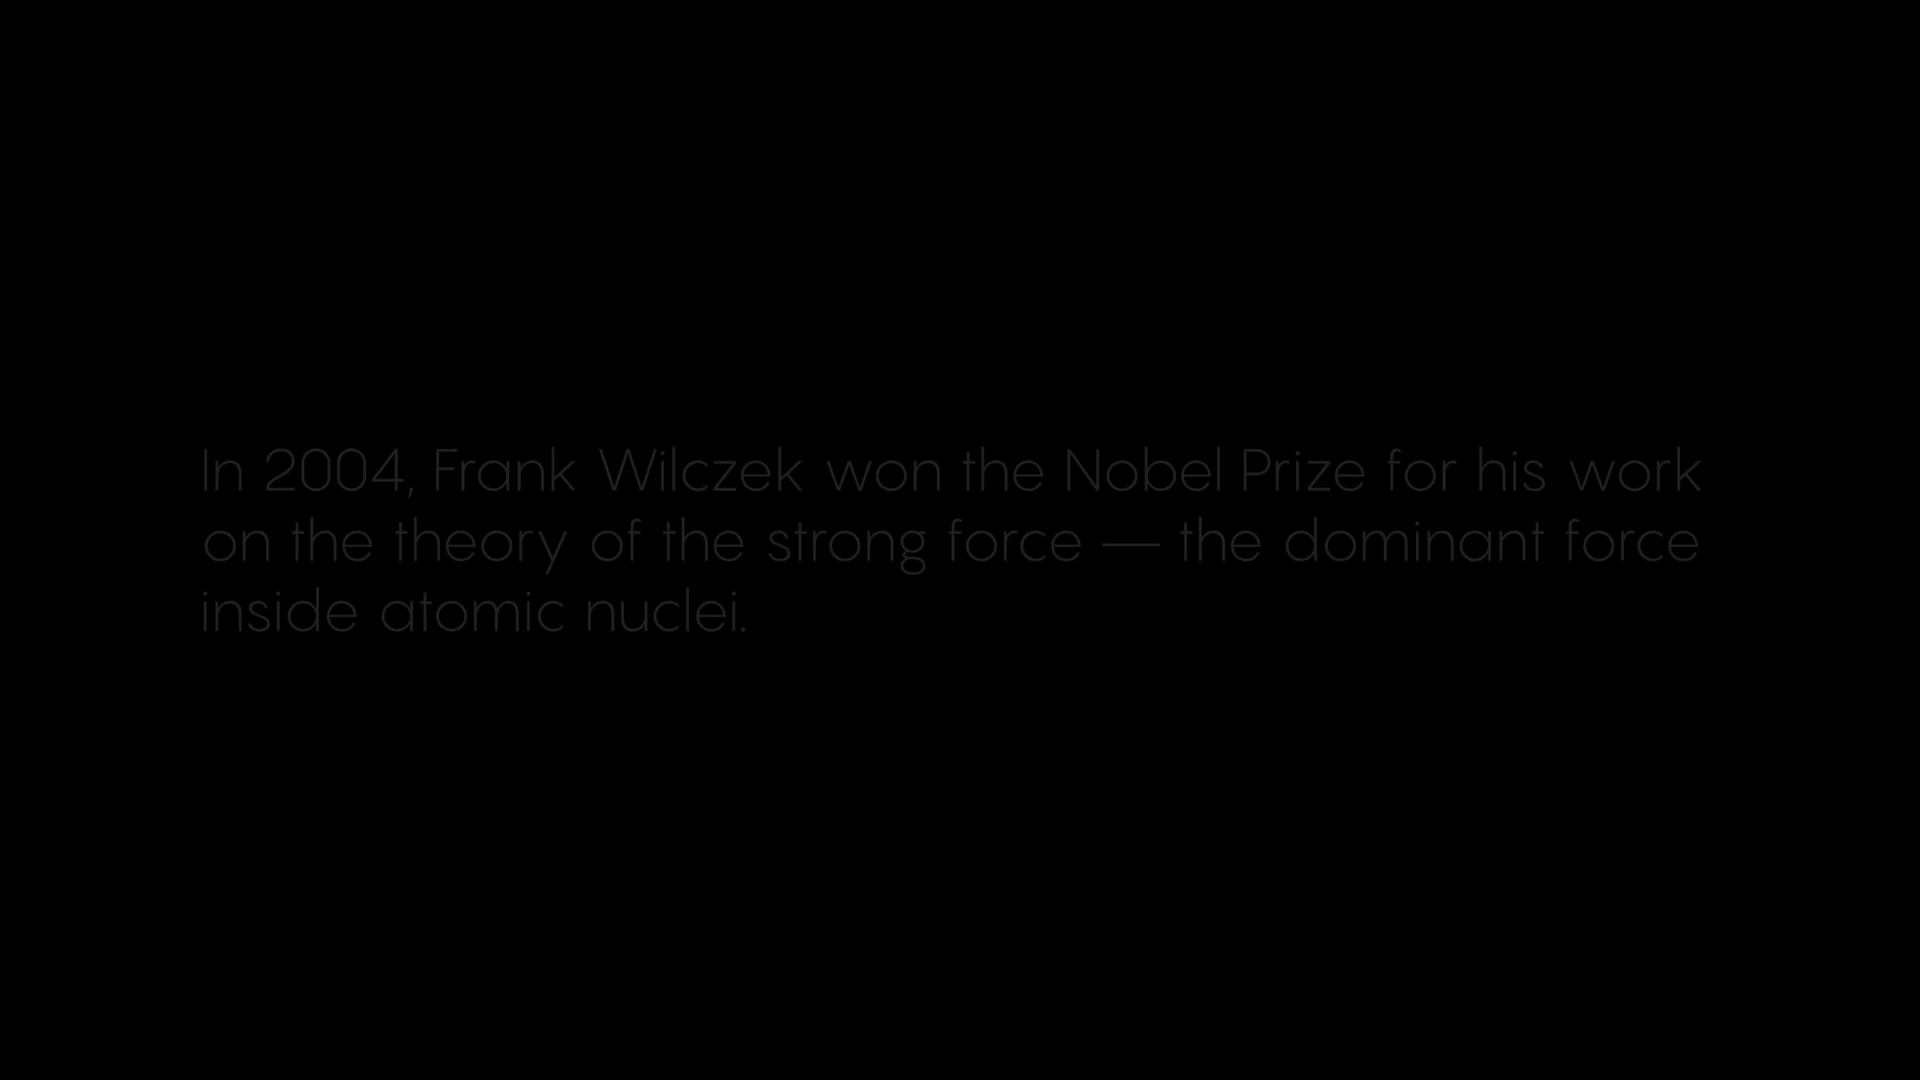 In 2004, Frank Wilczek won the Nobel Prize for his work
on the theory of the strong force — the dominant force
inside atomic nuclei.